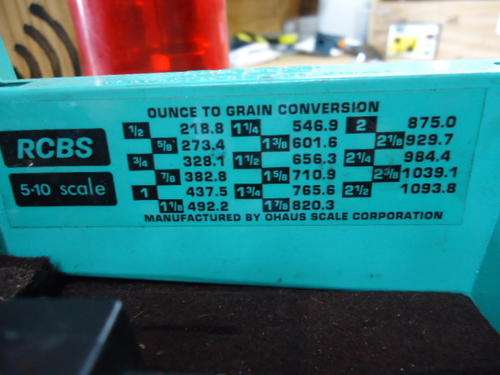 OUNCE TO GRAIN CONVERSION
RCBS
5-10 scale
1/2 218.8 1 1/4 546.9 2 875.0
5/8 273.4 1 3/8 601.6 2 1/8 929.7
3/4 328.1 1 1/2 656.3 2 1/4 984.4
7/8 382.8 1 5/8 710.9 2 3/8 1039.1
1 437.5 1 3/4 765.6 2 1/2 1093.8
1 1/8 492.2 1 7/8 820.3
MANUFACTURED BY OHAUS SCALE CORPORATION